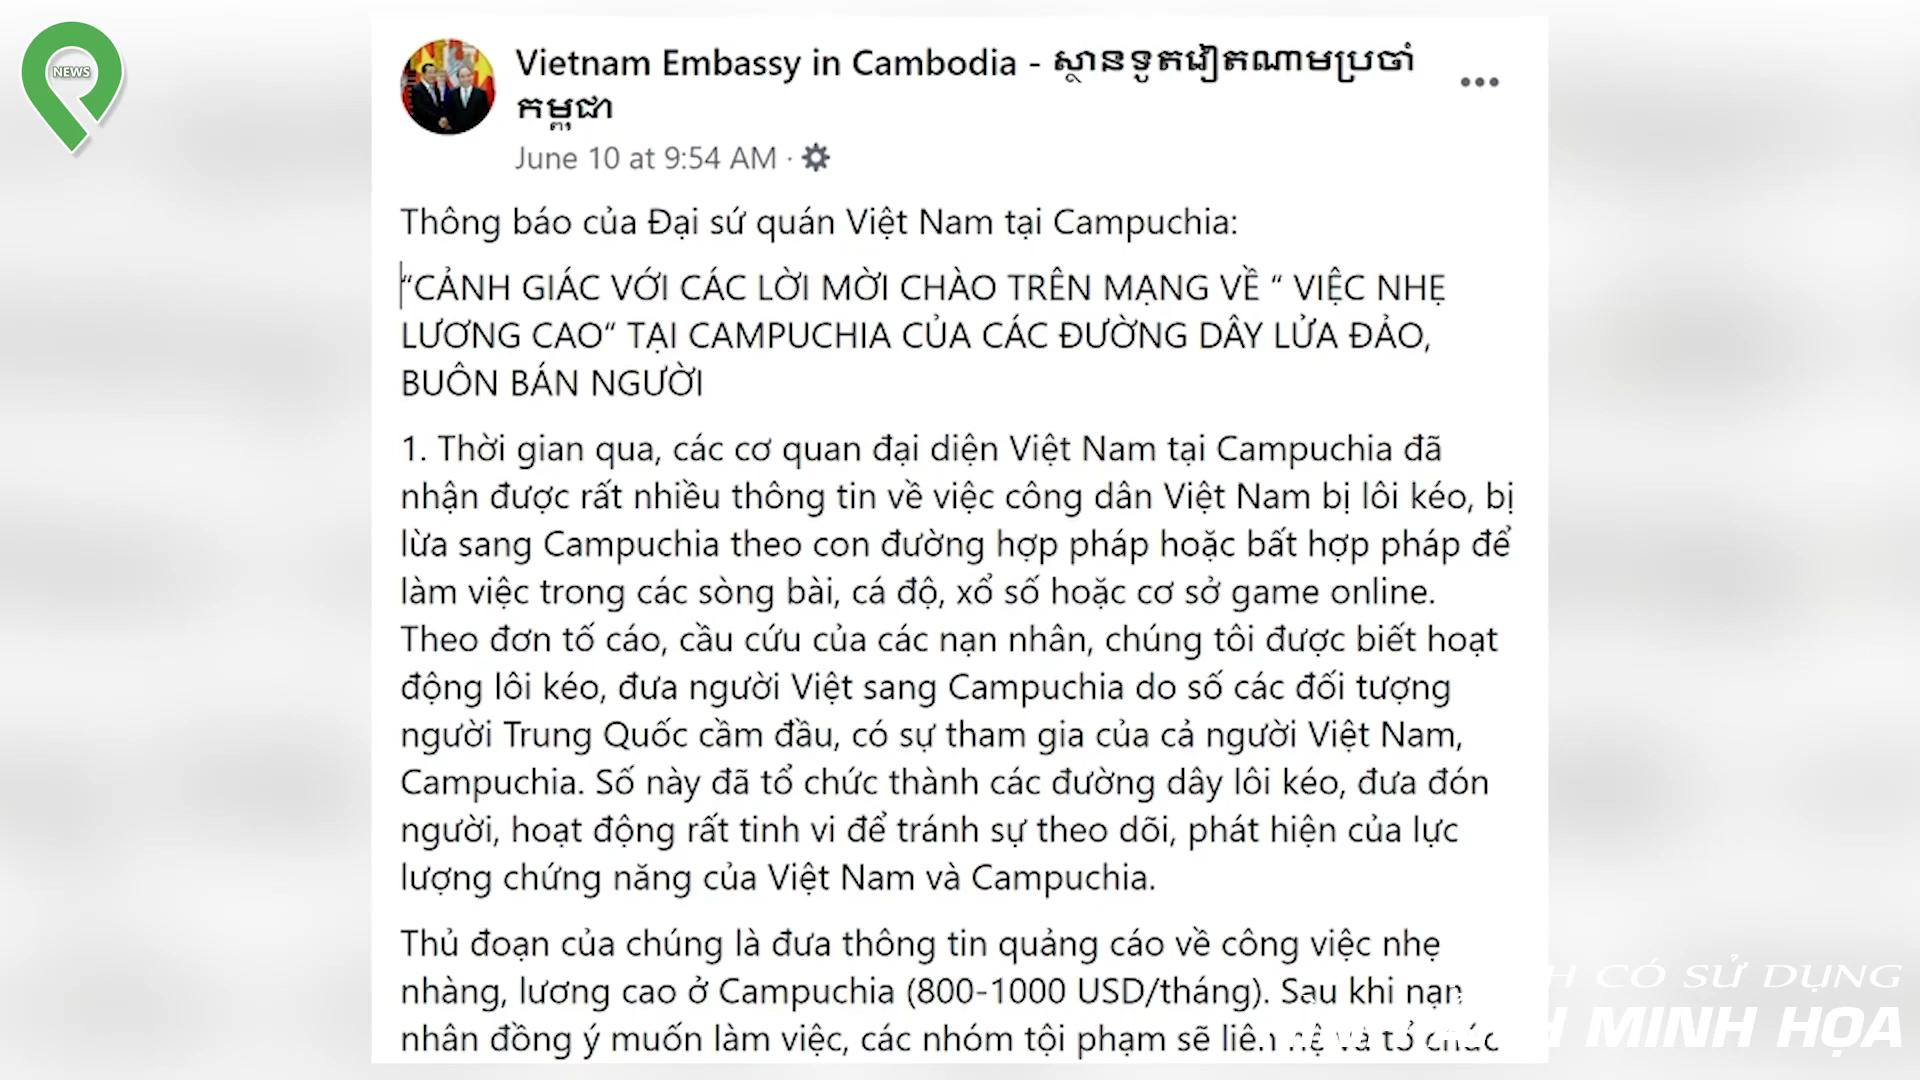 NEWS
Vietnam Embassy in Cambodia - ស្ថានទូតវៀតណាមប្រចាំ
កម្ពុជា
June 10 at 9:54 AM ·
Thông báo của Đại sứ quán Việt Nam tại Campuchia:
“CẢNH GIÁC VỚI CÁC LỜI MỜI CHÀO TRÊN MẠNG VỀ “ VIỆC NHẸ
LƯƠNG CAO“ TẠI CAMPUCHIA CỦA CÁC ĐƯỜNG DÂY LỬA ĐẢO,
BUÔN BÁN NGƯỜI
1. Thời gian qua, các cơ quan đại diện Việt Nam tại Campuchia đã
nhận được rất nhiều thông tin về việc công dân Việt Nam bị lôi kéo, bị
lừa sang Campuchia theo con đường hợp pháp hoặc bất hợp pháp để
làm việc trong các sòng bài, cá độ, xổ số hoặc cơ sở game online.
Theo đơn tố cáo, cầu cứu của các nạn nhân, chúng tôi được biết hoạt
động lôi kéo, đưa người Việt sang Campuchia do số các đối tượng
người Trung Quốc cầm đầu, có sự tham gia của cả người Việt Nam,
Campuchia. Số này đã tổ chức thành các đường dây lôi kéo, đưa đón
người, hoạt động rất tinh vi để tránh sự theo dõi, phát hiện của lực
lượng chứng năng của Việt Nam và Campuchia.
Thủ đoạn của chúng là đưa thông tin quảng cáo về công việc nhẹ
nhàng, lương cao ở Campuchia (800-1000 USD/tháng). Sau khi nạn
nhân đồng ý muốn làm việc, các nhóm tội phạm sẽ liên hệ và tổ chức
CÓ SỬ DỤNG
MINH HỌA